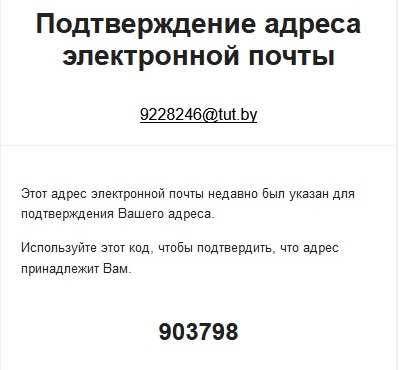 Подтверждение адреса
электронной почты
9228246@tut.by
Этот адрес электронной почты недавно был указан для
подтверждения Вашего адреса.
Используйте этот код, чтобы подтвердить, что адрес
принадлежит Вам.
903798